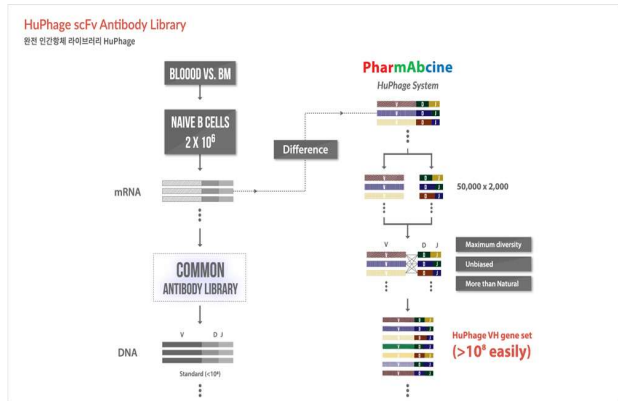 HuPhage scFv Antibody Library
완전 인간항체 라이브러리 HuPhage
BLOOOD VS. BM
NAIVE B CELLS
2 X 10⁶
mRNA
COMMON
ANTIBODY LIBRARY
V D J
DNA
Standard (<10⁴)
Difference
PharmAbcine
HuPhage System
V D J
V D J
50,000 x 2,000
V D J
Maximum diversity
Unbiased
More than Natural
HuPhage VH gene set
(>10⁸ easily)